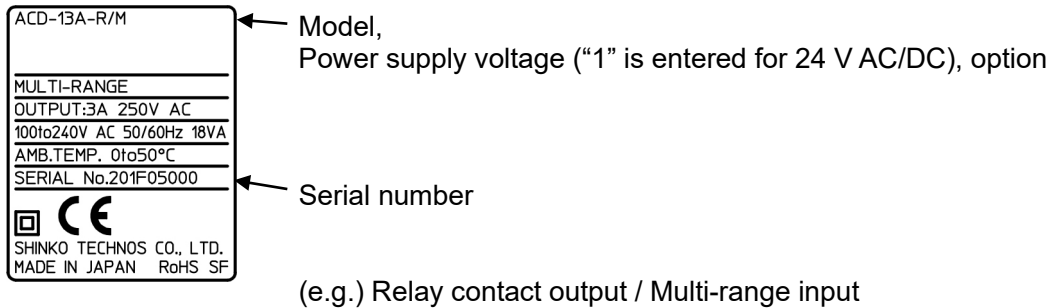 ACD-13A-R/M
MULTI-RANGE
OUTPUT:3A 250V AC
100to240V AC 50/60Hz 18VA
AMB.TEMP. 0to50°C
SERIAL No.201F05000
CE
SHINKO TECHNOS CO., LTD.
MADE IN JAPAN RoHS SF
Model,
Power supply voltage (“1” is entered for 24 V AC/DC), option
Serial number
(e.g.) Relay contact output / Multi-range input